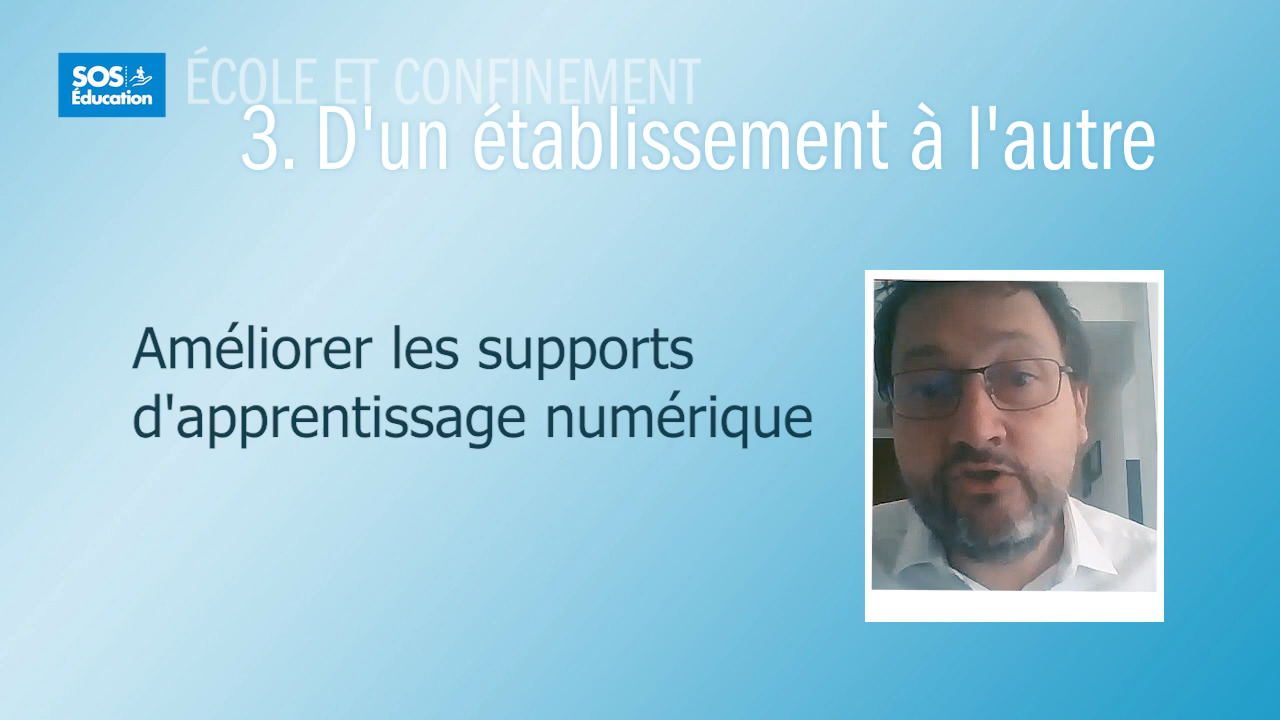 SOS
Éducation
ÉCOLE ET CONFINEMENT
3. D'un établissement à l'autre
Améliorer les supports
d'apprentissage numérique